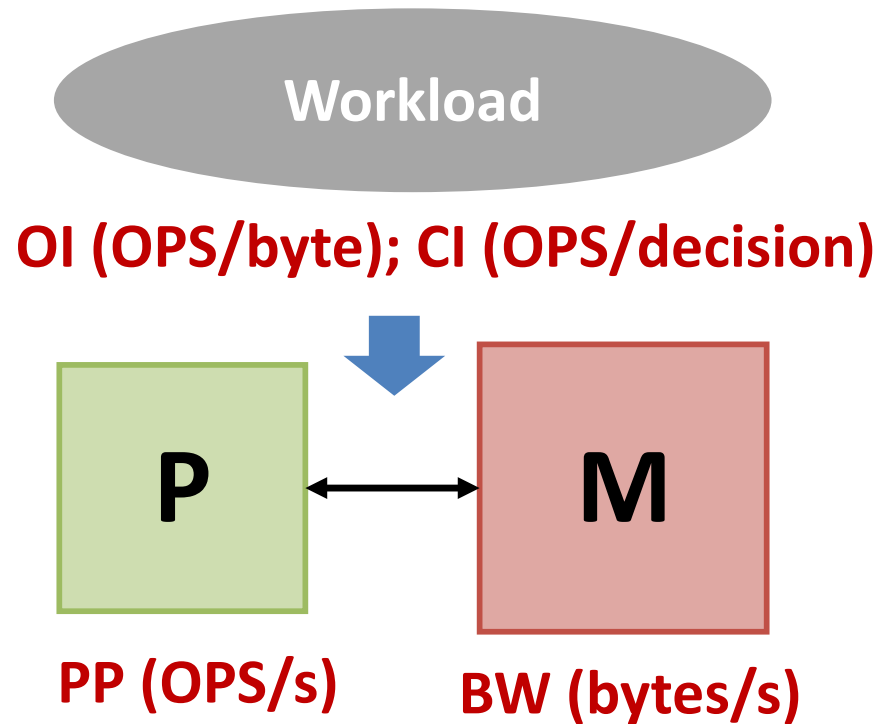 Workload
OI (OPS/byte); CI (OPS/decision)
P
M
PP (OPS/s)
BW (bytes/s)